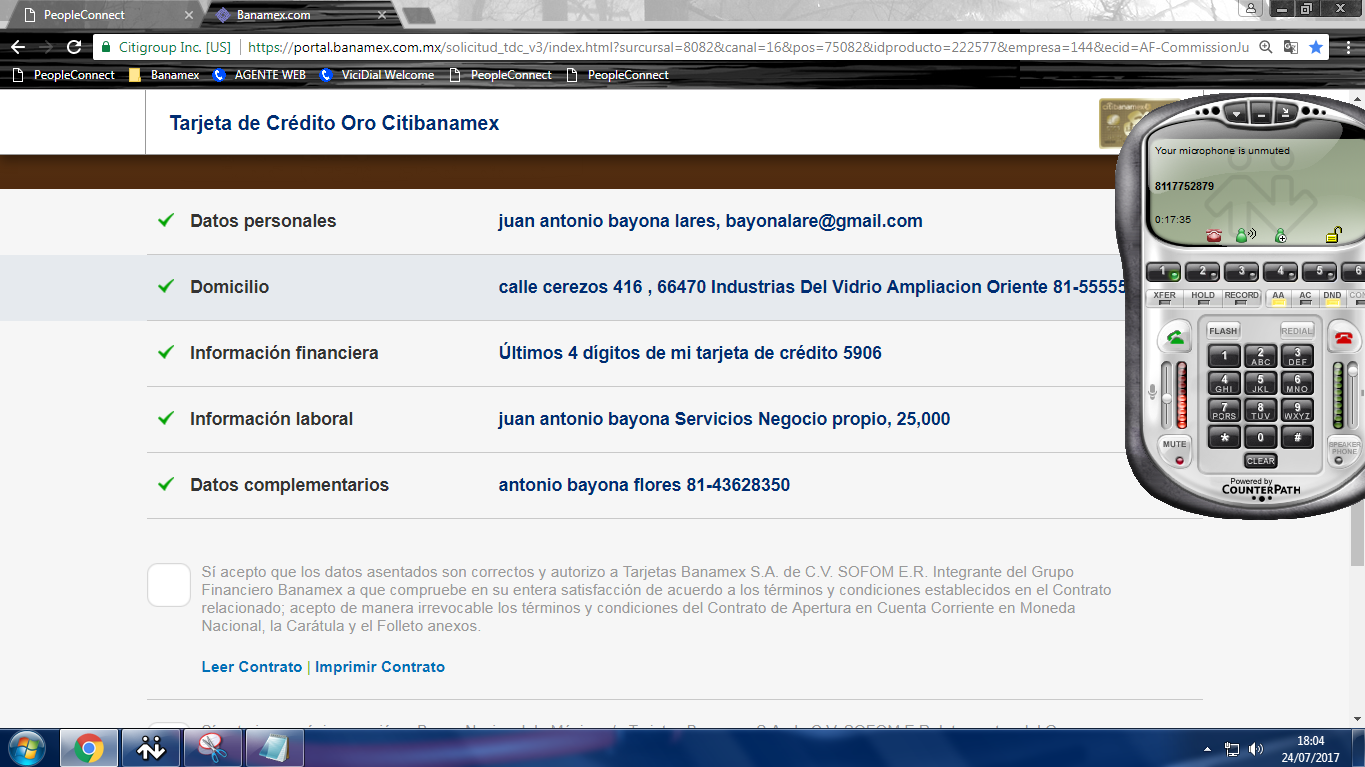 PeopleConnect
Banamex.com
Citigroup Inc. [US] https://portal.banamex.com.mx/solicitud_tdc_v3/index.html?surcursal=8082&canal=16&pos=75082&idproducto=222577&empresa=144&ecid=AF-CommissionJu
PeopleConnect Banamex AGENTE WEB ViciDial Welcome PeopleConnect PeopleConnect
Tarjeta de Crédito Oro Citibanamex
Datos personales juan antonio bayona lares, bayonalare@gmail.com
Domicilio calle cerezos 416 , 66470 Industrias Del Vidrio Ampliacion Oriente 81-55555
Información financiera Últimos 4 dígitos de mi tarjeta de crédito 5906
Información laboral juan antonio bayona Servicios Negocio propio, 25,000
Datos complementarios antonio bayona flores 81-43628350
Sí acepto que los datos asentados son correctos y autorizo a Tarjetas Banamex S.A. de C.V. SOFOM E.R. Integrante del Grupo
Financiero Banamex a que compruebe en su entera satisfacción de acuerdo a los términos y condiciones establecidos en el Contrato
relacionado; acepto de manera irrevocable los términos y condiciones del Contrato de Apertura en Cuenta Corriente en Moneda
Nacional, la Carátula y el Folleto anexos.
Leer Contrato | Imprimir Contrato
Your microphone is unmuted
8117752879
0:17:35
1 2 3 4 5 6
XFER HOLD RECORD AA AC DND
FLASH REDIAL
1 2 ABC 3 DEF
4 GHI 5 JKL 6 MNO
7 PQRS 8 TUV 9 WXYZ
* 0 #
MUTE SPEAKER PHONE
CLEAR
Powered by
COUNTERPATH
18:04
24/07/2017